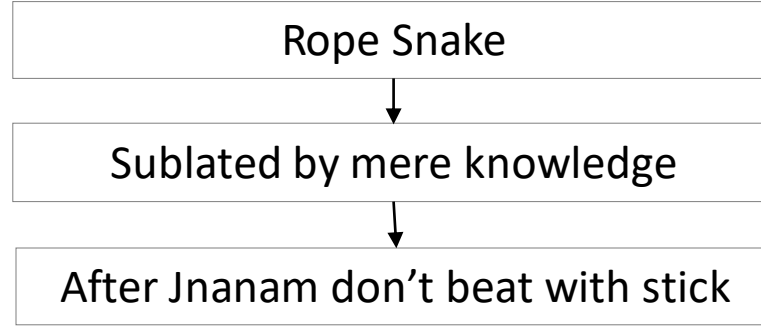 Rope Snake
Sublated by mere knowledge
After Jnanam don’t beat with stick